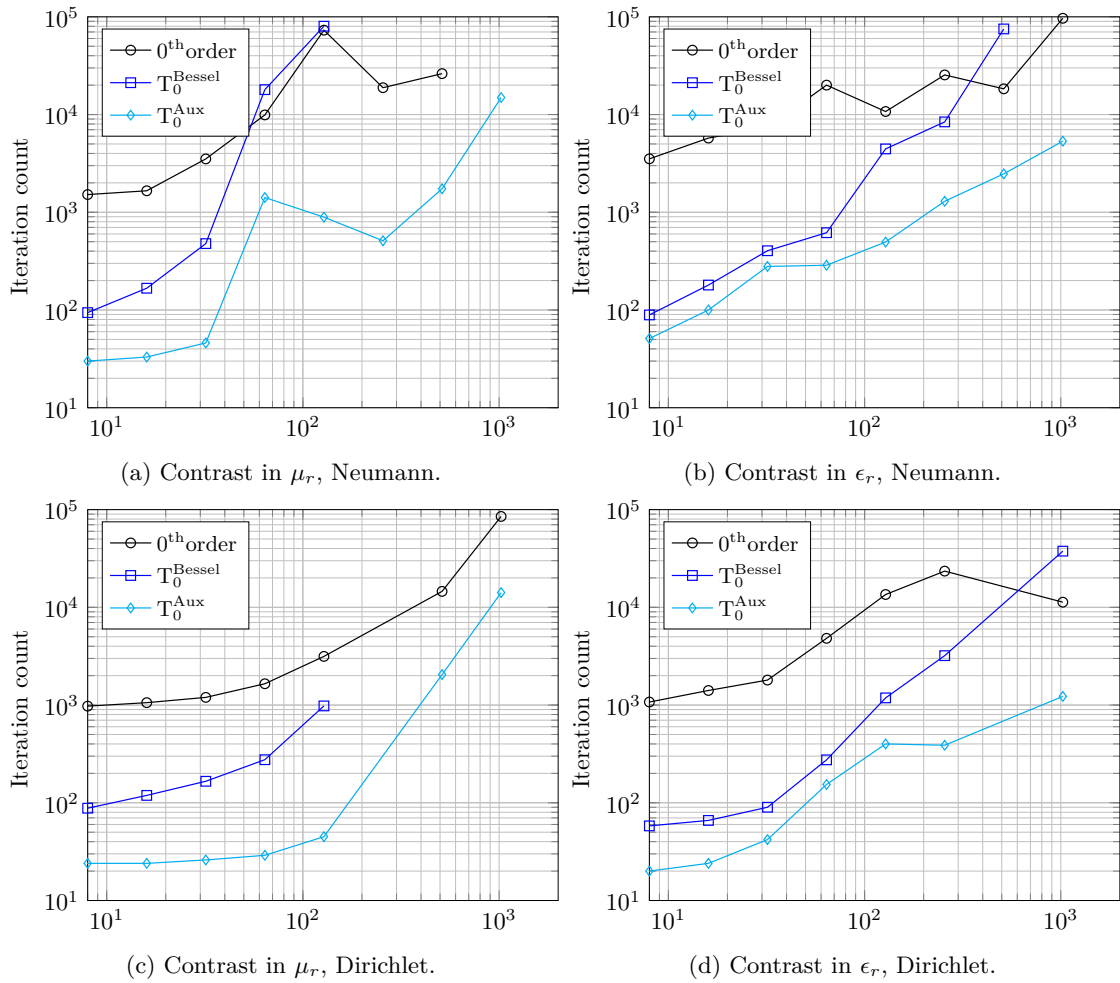 10^5
10^4
10^3
10^2
10^1
Iteration count
0^th order
T_0^Bessel
T_0^Aux
10^1 10^2 10^3
(a) Contrast in μ_r, Neumann.
10^5
10^4
10^3
10^2
10^1
Iteration count
0^th order
T_0^Bessel
T_0^Aux
10^1 10^2 10^3
(b) Contrast in ϵ_r, Neumann.
10^5
10^4
10^3
10^2
10^1
Iteration count
0^th order
T_0^Bessel
T_0^Aux
10^1 10^2 10^3
(c) Contrast in μ_r, Dirichlet.
10^5
10^4
10^3
10^2
10^1
Iteration count
0^th order
T_0^Bessel
T_0^Aux
10^1 10^2 10^3
(d) Contrast in ϵ_r, Dirichlet.